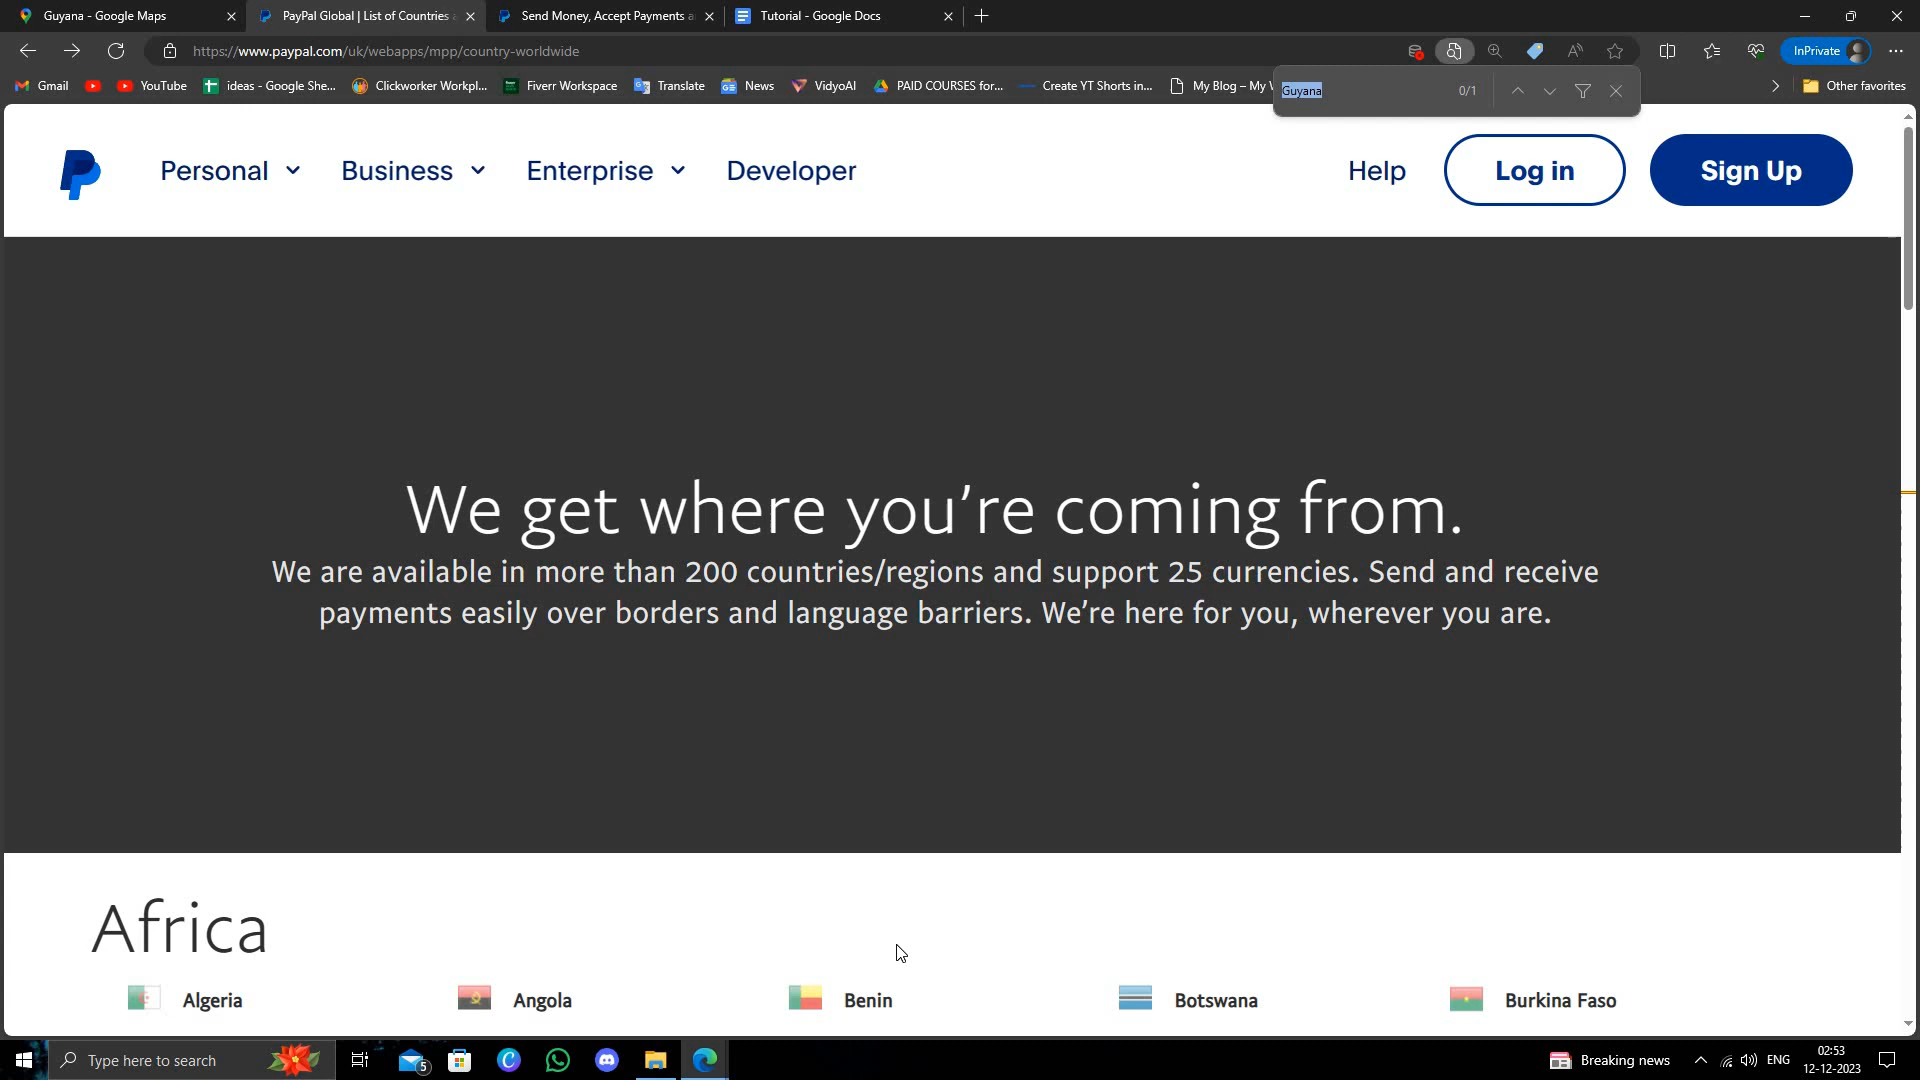 Guyana - Google Maps
PayPal Global | List of Countries
Send Money, Accept Payments
Tutorial - Google Docs
https://www.paypal.com/uk/webapps/mpp/country-worldwide
InPrivate
Gmail
YouTube
ideas - Google She...
Clickworker Workpl...
Fiverr Workspace
Translate
News
VidyoAI
PAID COURSES for...
Create YT Shorts in...
My Blog – My
Other favorites
Guyana
0/1
Personal
Business
Enterprise
Developer
Help
Log in
Sign Up
We get where you’re coming from.
We are available in more than 200 countries/regions and support 25 currencies. Send and receive
payments easily over borders and language barriers. We’re here for you, wherever you are.
Africa
Algeria
Angola
Benin
Botswana
Burkina Faso
Type here to search
5
Breaking news
ENG
02:53
12-12-2023